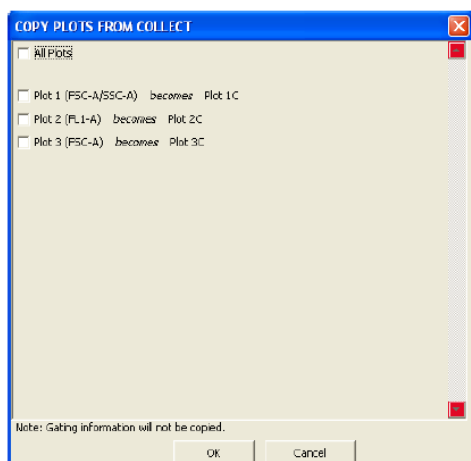 COPY PLOTS FROM COLLECT
All Plots
Plot 1 (FSC-A/SSC-A) becomes Plot 1C
Plot 2 (FL1-A) becomes Plot 2C
Plot 3 (FSC-A) becomes Plot 3C
Note: Gating information will not be copied.
OK Cancel